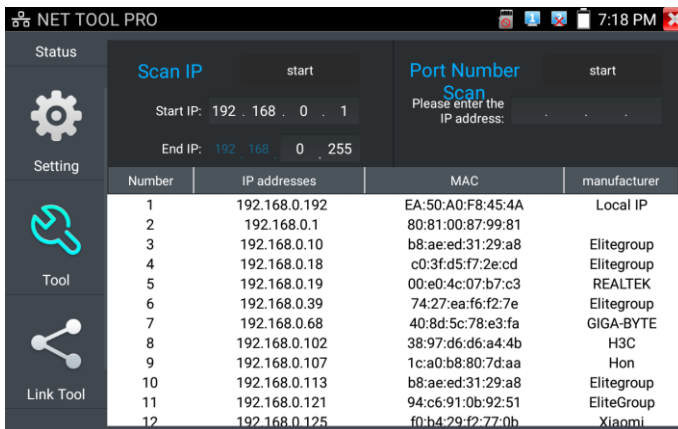 NET TOOL PRO 7:18 PM
Status
Setting
Tool
Link Tool
Scan IP start
Start IP: 192 . 168 . 0 . 1
End IP: 192 . 168 . 0 . 255
Port Number Scan start
Please enter the IP address: . . .
Number IP addresses MAC manufacturer
1 192.168.0.192 EA:50:A0:F8:45:4A Local IP
2 192.168.0.1 80:81:00:87:99:81
3 192.168.0.10 b8:ae:ed:31:29:a8 Elitegroup
4 192.168.0.18 c0:3f:d5:f7:2e:cd Elitegroup
5 192.168.0.19 00:e0:4c:07:b7:c3 REALTEK
6 192.168.0.39 74:27:ea:f6:f2:7e Elitegroup
7 192.168.0.68 40:8d:5c:78:e3:fa GIGA-BYTE
8 192.168.0.102 38:97:d6:d6:a4:4b H3C
9 192.168.0.107 1c:a0:b8:80:7d:aa Hon
10 192.168.0.113 b8:ae:ed:31:29:a8 Elitegroup
11 192.168.0.121 94:c6:91:0b:92:51 EliteGroup
12 192.168.0.125 f0:b4:29:f2:77:0b Xiaomi